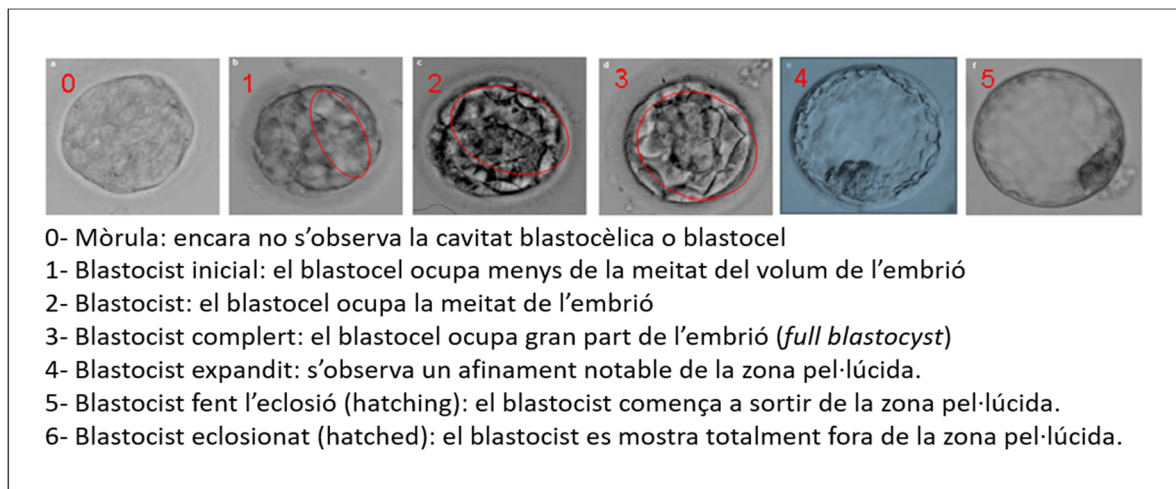 a b c d e f
0 1 2 3 4 5
0- Mòrula: encara no s'observa la cavitat blastocèlica o blastocel
1- Blastocist inicial: el blastocel ocupa menys de la meitat del volum de l'embrió
2- Blastocist: el blastocel ocupa la meitat de l'embrió
3- Blastocist complert: el blastocel ocupa gran part de l'embrió (full blastocyst)
4- Blastocist expandit: s'observa un afinament notable de la zona pel·lúcida.
5- Blastocist fent l'eclosió (hatching): el blastocist comença a sortir de la zona pel·lúcida.
6- Blastocist eclosionat (hatched): el blastocist es mostra totalment fora de la zona pel·lúcida.